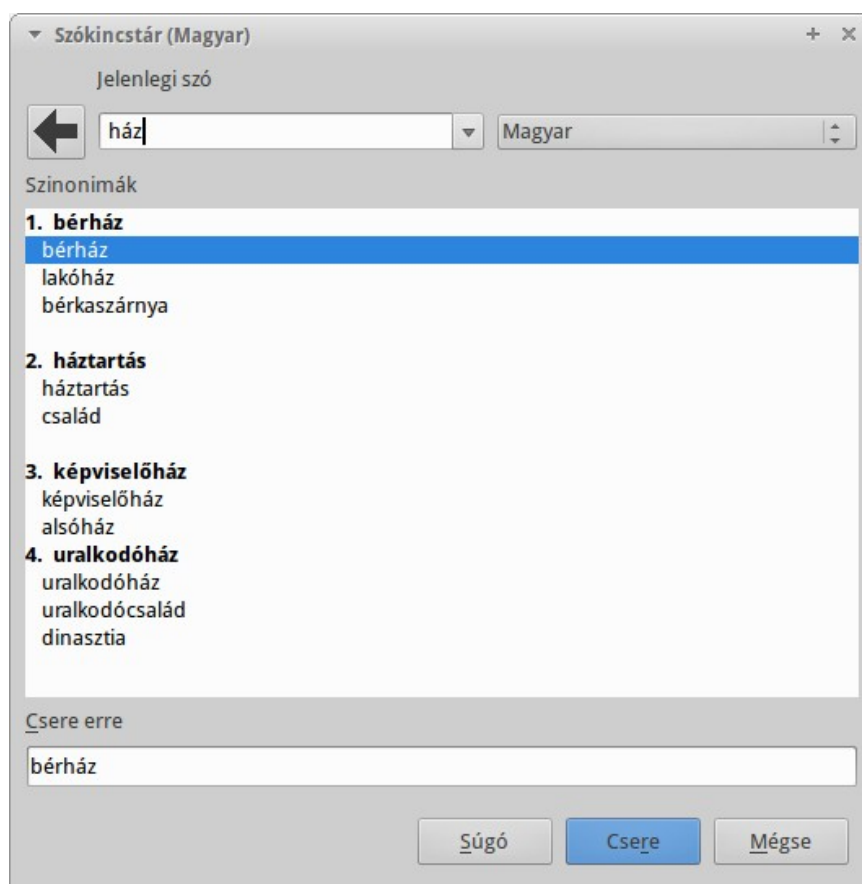 Szókincstár (Magyar)
Jelenlegi szó
ház
Magyar
Szinonimák
1. bérház
bérház
lakóház
bérkaszárnya
2. háztartás
háztartás
család
3. képviselőház
képviselőház
alsóház
4. uralkodóház
uralkodóház
uralkodócsalád
dinasztia
Csere erre
bérház
Súgó Csere Mégse